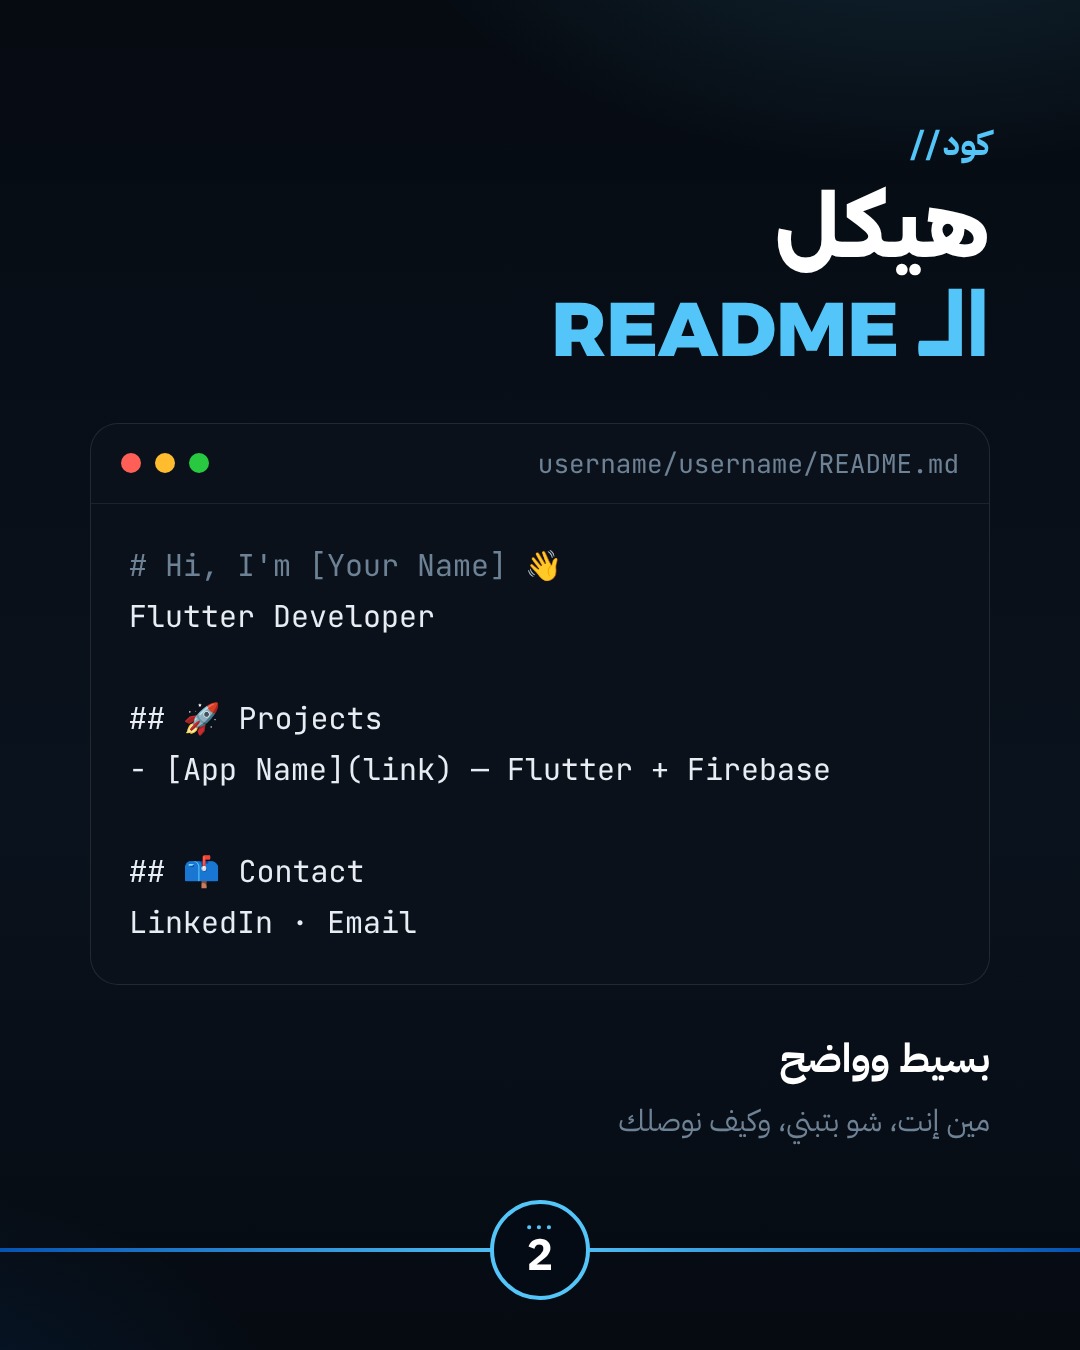 كود //
هيكل
الـ README
username/username/README.md
# Hi, I'm [Your Name] 👋
Flutter Developer
## 🚀 Projects
- [App Name](link) — Flutter + Firebase
## 📫 Contact
LinkedIn · Email
بسيط وواضح
مين إنت، شو بتبني، وكيف نوصلك
2